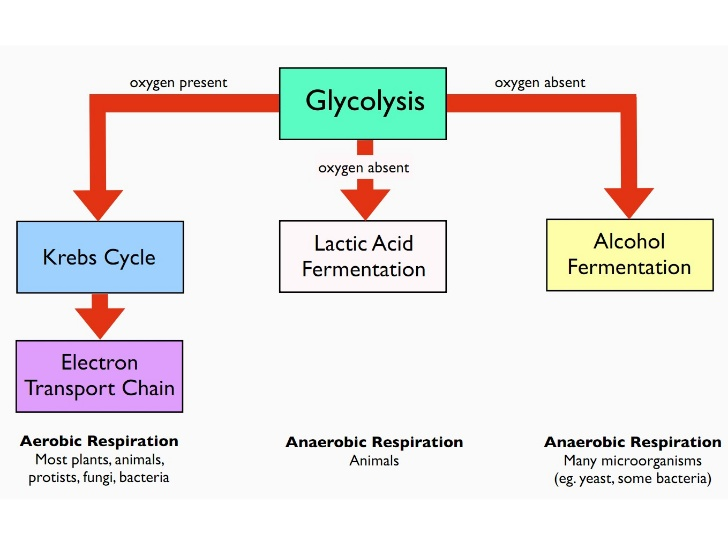 oxygen present
oxygen absent
Glycolysis
oxygen absent
Krebs Cycle
Lactic Acid
Fermentation
Alcohol
Fermentation
Electron
Transport Chain
Aerobic Respiration
Most plants, animals,
protists, fungi, bacteria
Anaerobic Respiration
Animals
Anaerobic Respiration
Many microorganisms
(eg. yeast, some bacteria)